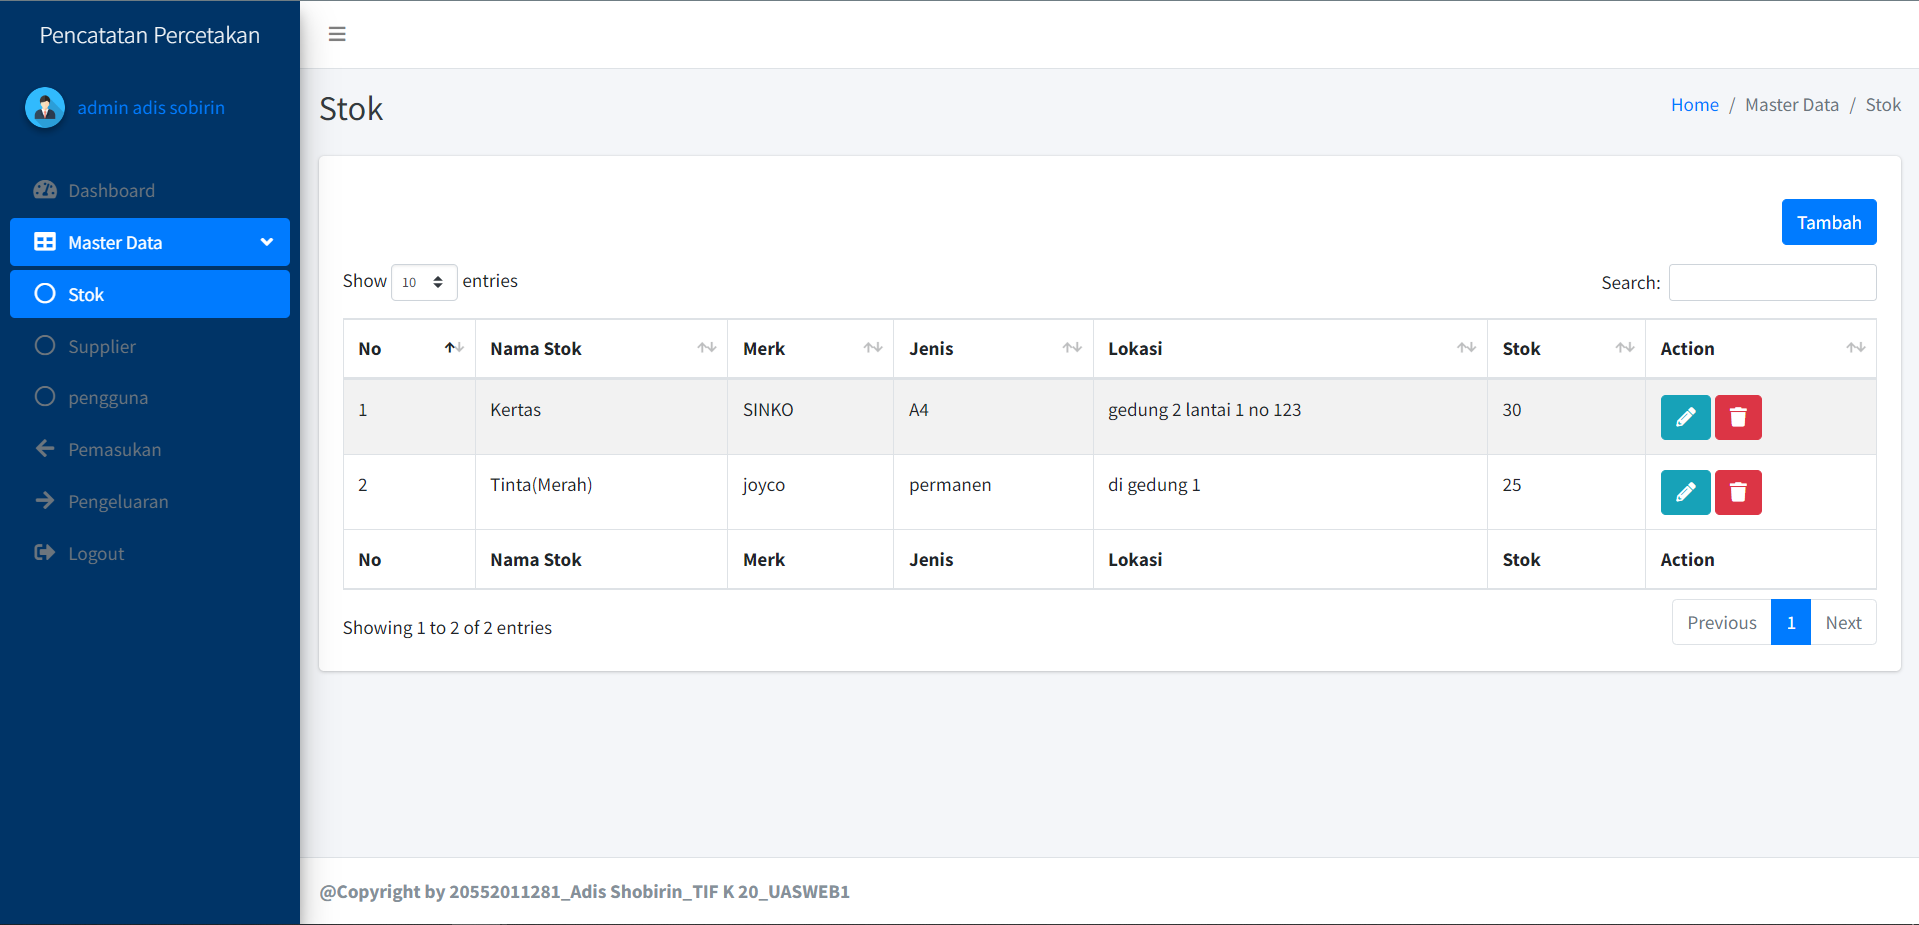 Pencatatan Percetakan
admin adis sobirin
Dashboard
Master Data
Stok
Supplier
pengguna
Pemasukan
Pengeluaran
Logout
Stok
Home / Master Data / Stok
Tambah
Show 10 entries
Search:
No Nama Stok Merk Jenis Lokasi Stok Action
1 Kertas SINKO A4 gedung 2 lantai 1 no 123 30
2 Tinta(Merah) joyco permanen di gedung 1 25
No Nama Stok Merk Jenis Lokasi Stok Action
Showing 1 to 2 of 2 entries
Previous 1 Next
@Copyright by 20552011281_Adis Shobirin_TIF K 20_UASWEB1